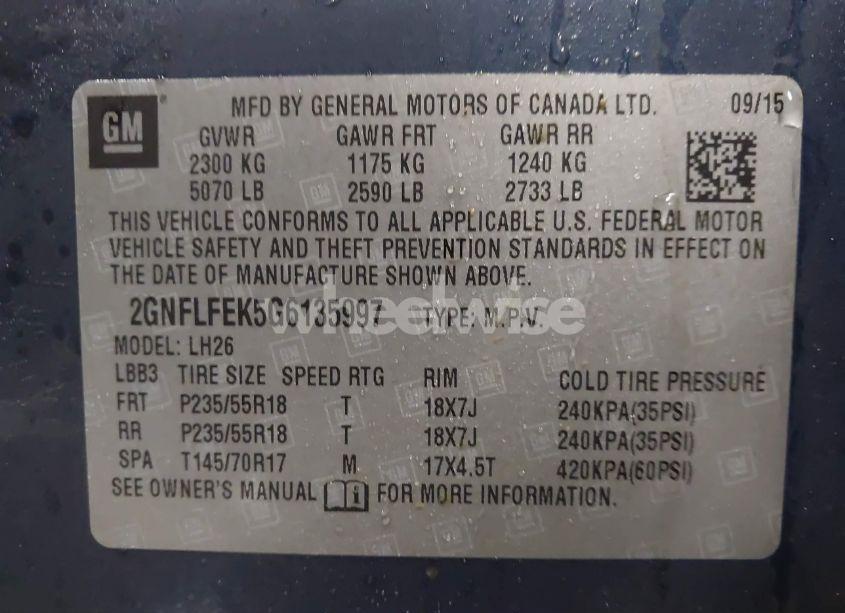 GM MFD BY GENERAL MOTORS OF CANADA LTD. 09/15
GVWR GAWR FRT GAWR RR
2300 KG 1175 KG 1240 KG
5070 LB 2590 LB 2733 LB
THIS VEHICLE CONFORMS TO ALL APPLICABLE U.S. FEDERAL MOTOR
VEHICLE SAFETY AND THEFT PREVENTION STANDARDS IN EFFECT ON
THE DATE OF MANUFACTURE SHOWN ABOVE.
2GNFLFEK5G6135997 TYPE: M.P.V.
wheelwise
MODEL: LH26
LBB3 TIRE SIZE SPEED RTG RIM COLD TIRE PRESSURE
FRT P235/55R18 T 18X7J 240KPA(35PSI)
RR P235/55R18 T 18X7J 240KPA(35PSI)
SPA T145/70R17 M 17X4.5T 420KPA(60PSI)
SEE OWNER'S MANUAL FOR MORE INFORMATION.